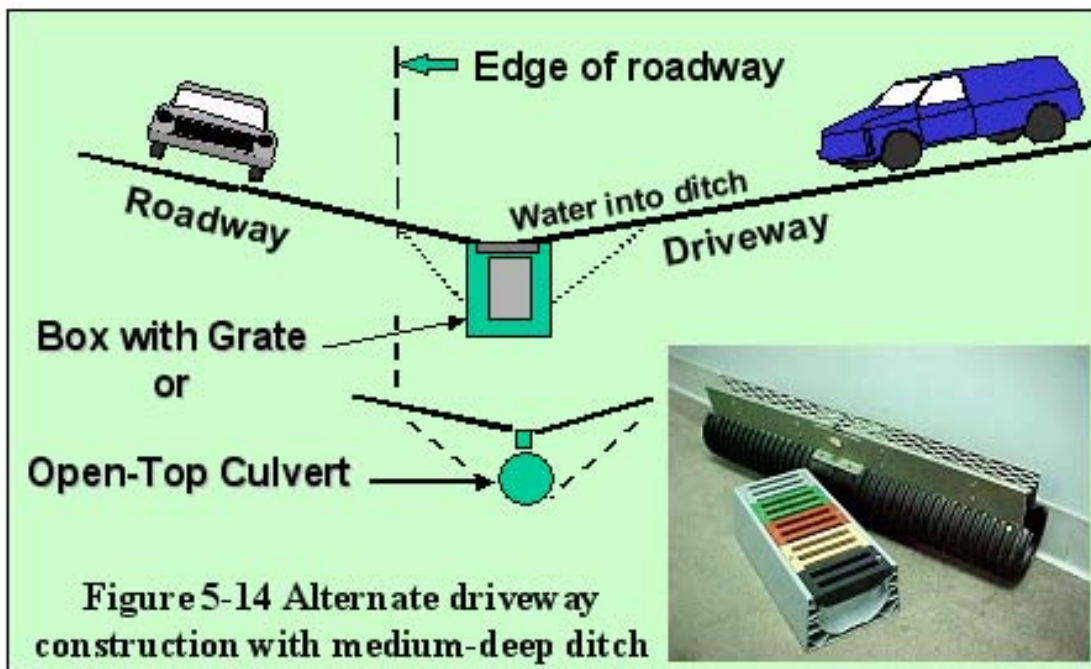 Edge of roadway
Roadway
Water into ditch
Driveway
Box with Grate
or
Open-Top Culvert
Figure 5-14 Alternate driveway
construction with medium-deep ditch